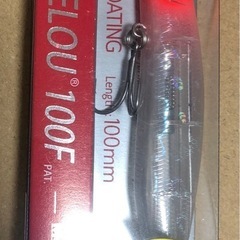 ELOU® 100F
PAT.
OATING
Length 100mm